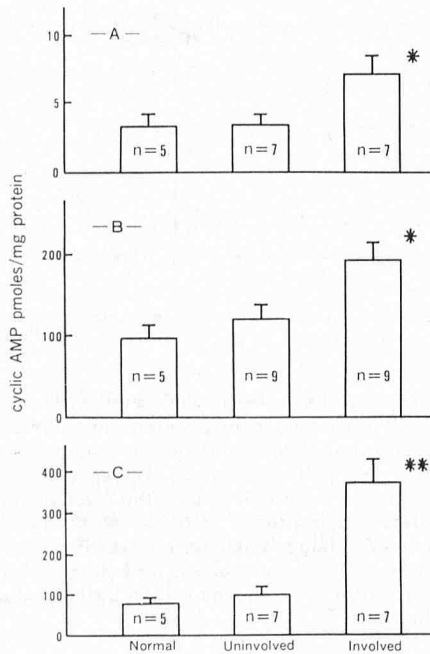 cyclic AMP pmoles/mg protein
—A—
10
5
0
n=5
n=7
n=7
*
—B—
200
100
0
n=5
n=9
n=9
*
—C—
400
300
200
100
0
n=5
n=7
n=7
**
Normal
Uninvolved
Involved